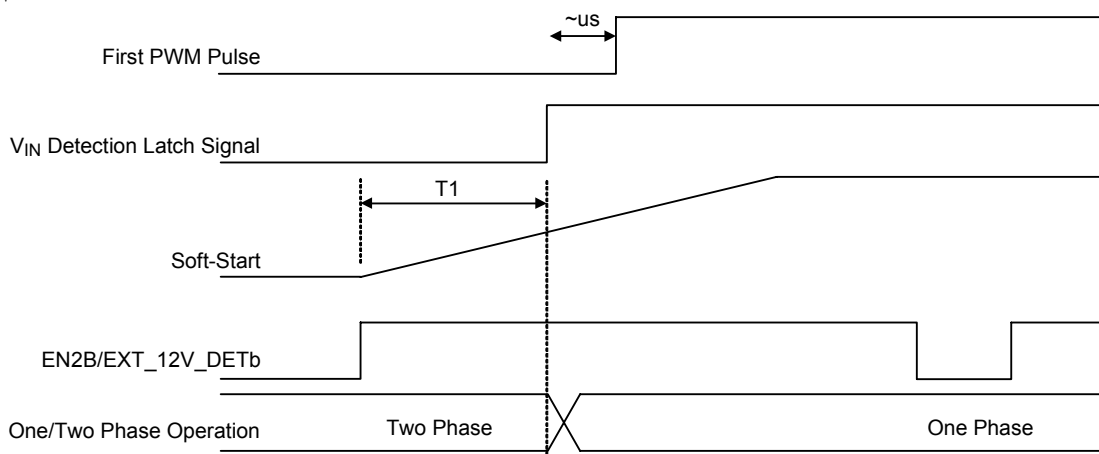 ~us
First PWM Pulse
VIN Detection Latch Signal
T1
Soft-Start
EN2B/EXT_12V_DETb
One/Two Phase Operation Two Phase One Phase